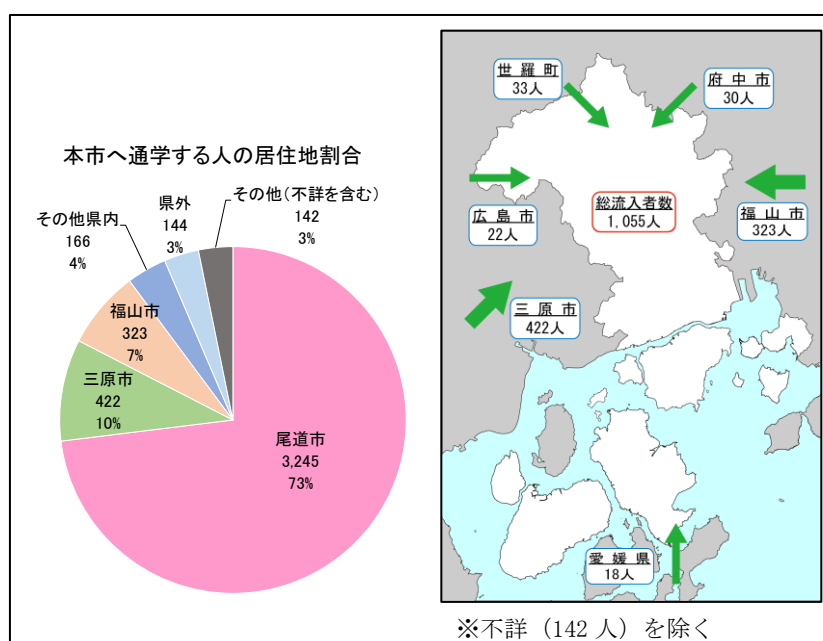 本市へ通学する人の居住地割合
その他(不詳を含む)
142
3%
県外
144
3%
その他県内
166
4%
福山市
323
7%
三原市
422
10%
尾道市
3,245
73%
世羅町
33人
府中市
30人
広島市
22人
総流入者数
1,055人
福山市
323人
三原市
422人
愛媛県
18人
※不詳(142 人)を除く